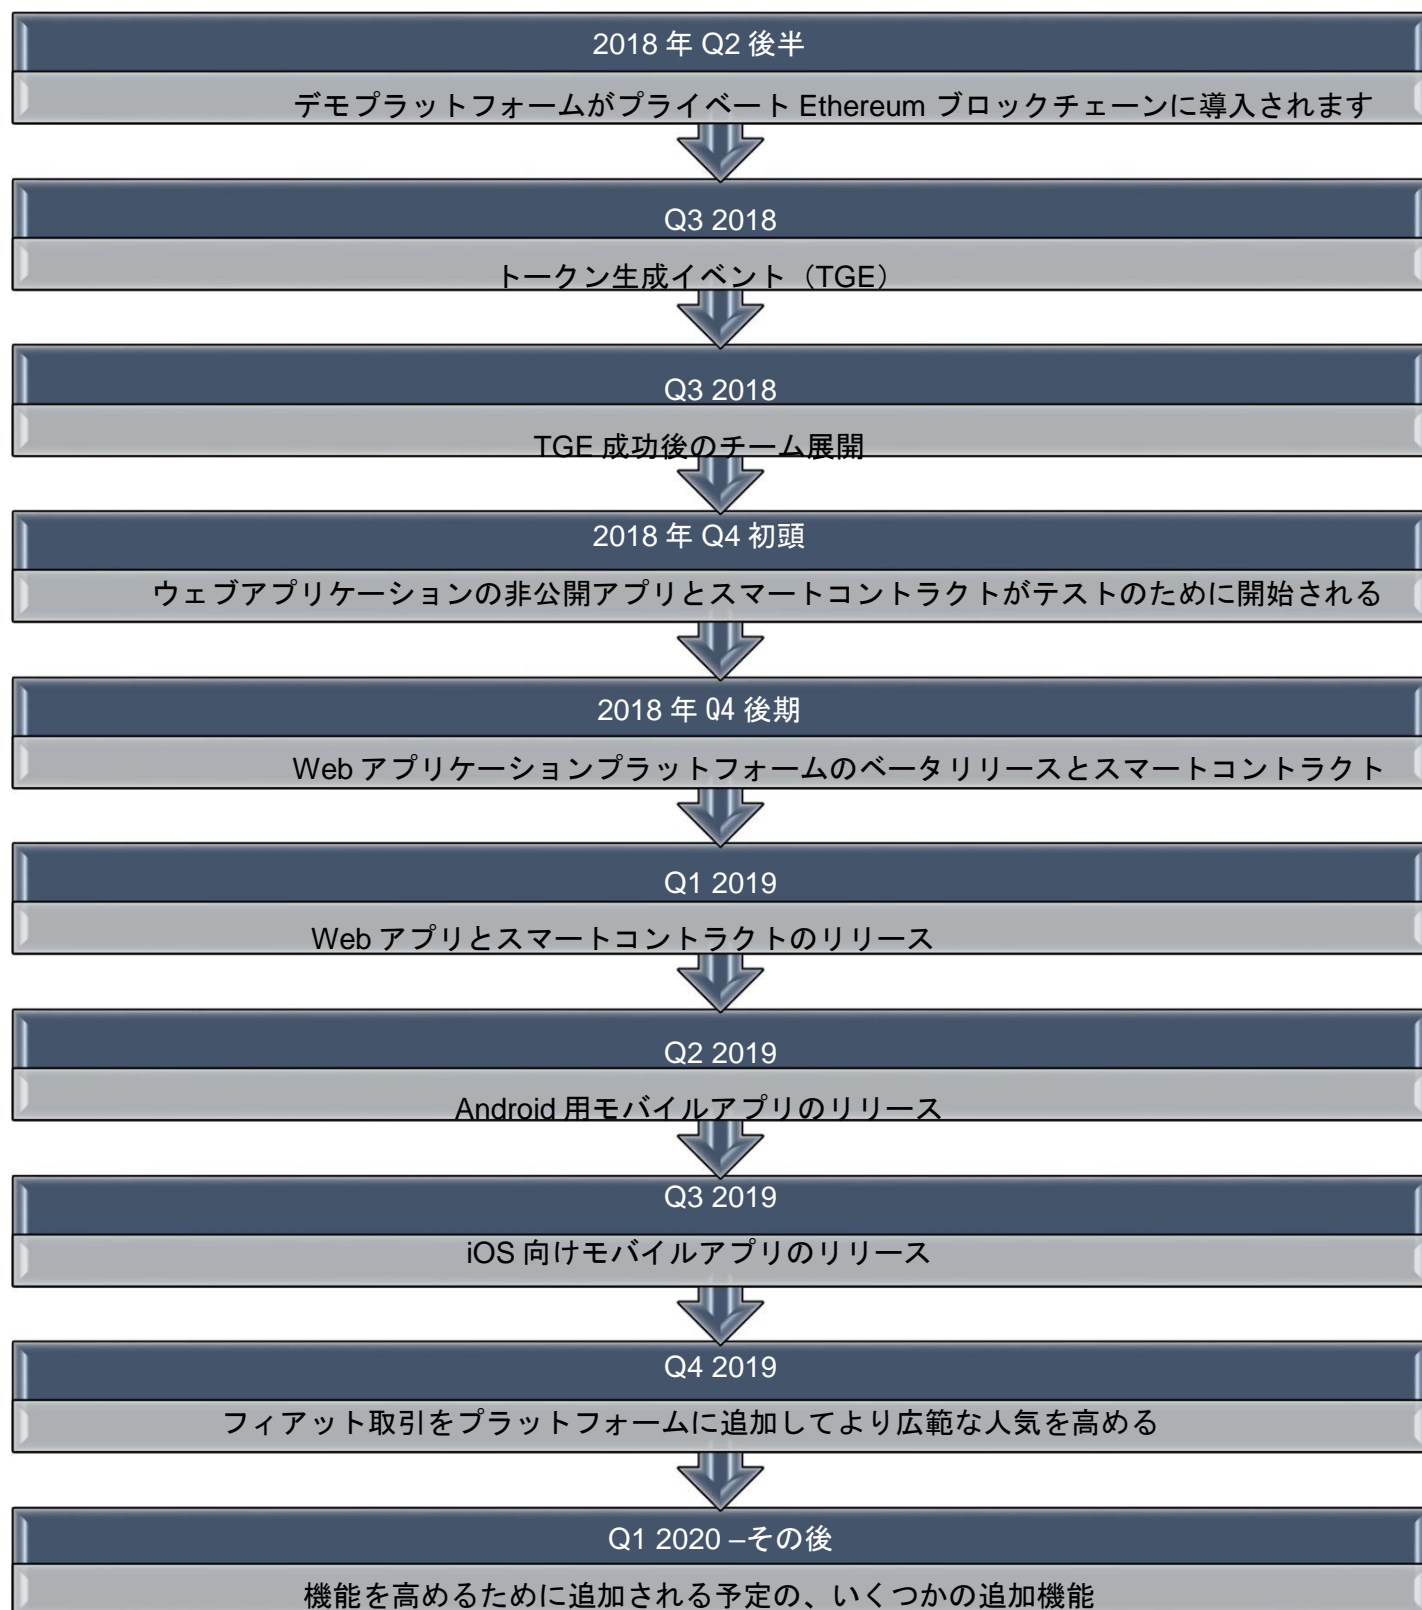 2018 年 Q2 後半
デモプラットフォームがプライベート Ethereum ブロックチェーンに導入されます
Q3 2018
トークン生成イベント（TGE）
Q3 2018
TGE 成功後のチーム展開
2018 年 Q4 初頭
ウェブアプリケーションの非公開アプリとスマートコントラクトがテストのために開始される
2018 年 Q4 後期
Web アプリケーションプラットフォームのベータリリースとスマートコントラクト
Q1 2019
Web アプリとスマートコントラクトのリリース
Q2 2019
Android 用モバイルアプリのリリース
Q3 2019
iOS 向けモバイルアプリのリリース
Q4 2019
フィアット取引をプラットフォームに追加してより広範な人気を高める
Q1 2020 –その後
機能を高めるために追加される予定の、いくつかの追加機能